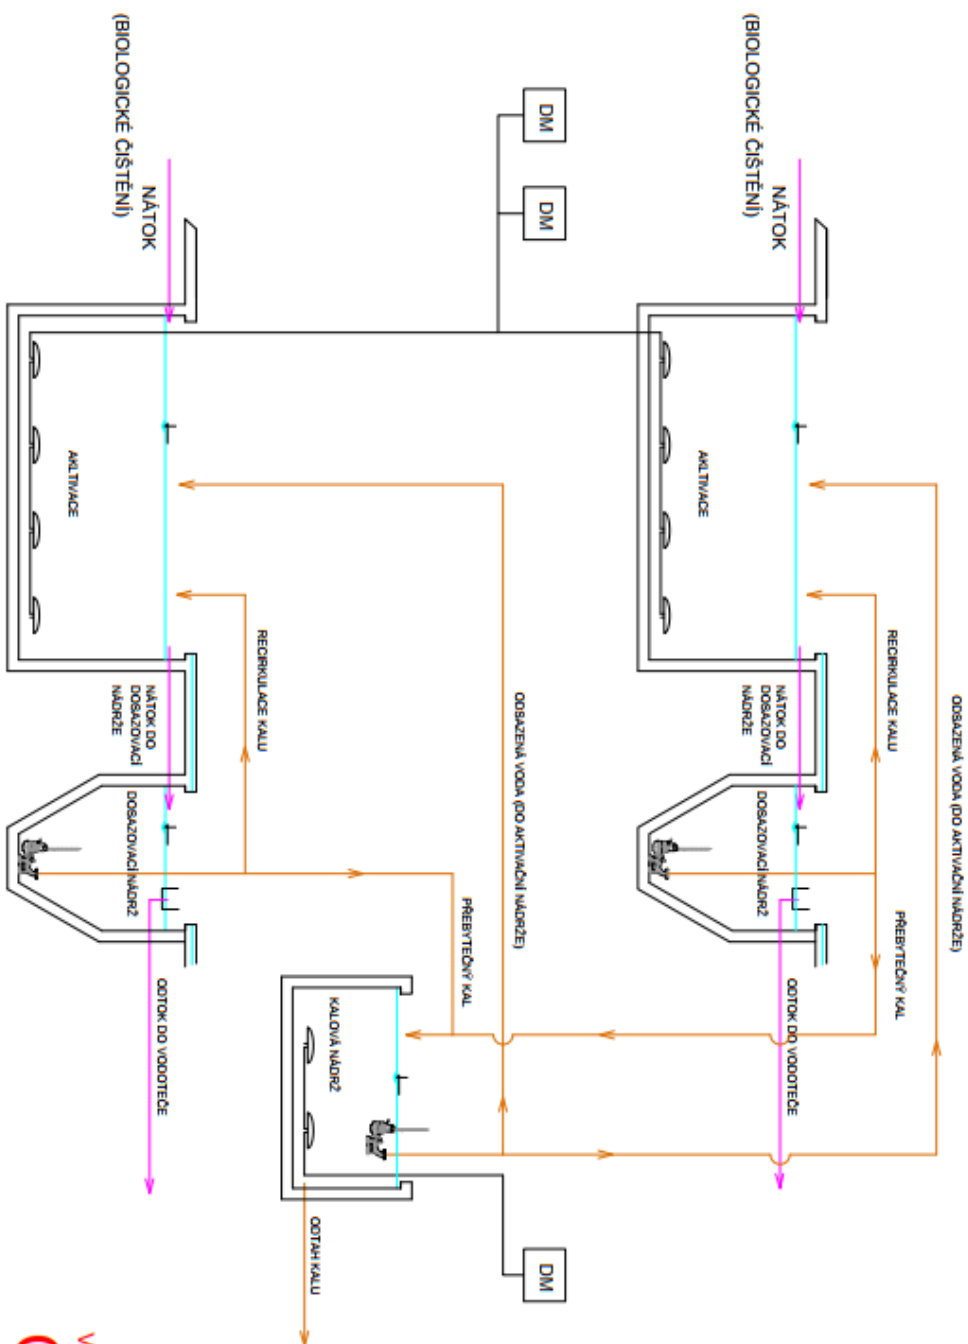 ODSAZENÁ VODA (DO AKTIVAČNÍ NÁDRŽE)
RECIRKULACE KALU
PŘEBYTEČNÝ KAL
NÁTOK
(BIOLOGICKÉ ČIŠTĚNÍ)
AKLTIVACE
NÁTOK DO
DOSAZOVACÍ
NÁDRŽE
DOSAZOVACÍ NÁDRŽ
ODTOK DO VODOTEČE
DM
DM
DM
ODSAZENÁ VODA (DO AKTIVAČNÍ NÁDRŽE)
PŘEBYTEČNÝ KAL
KALOVÁ NÁDRŽ
ODTAH KALU
RECIRKULACE KALU
NÁTOK
(BIOLOGICKÉ ČIŠTĚNÍ)
AKLTIVACE
NÁTOK DO
DOSAZOVACÍ
NÁDRŽE
DOSAZOVACÍ NÁDRŽ
ODTOK DO VODOTEČE